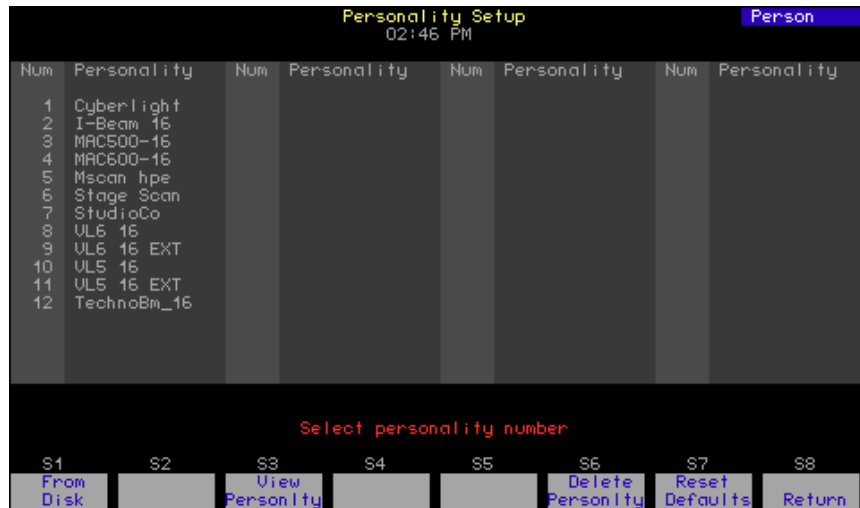 Personality Setup Person
02:46 PM
Num Personality Num Personality Num Personality Num Personality
1 Cyberlight
2 I-Beam 16
3 MAC500-16
4 MAC600-16
5 Mscan hpe
6 Stage Scan
7 StudioCo
8 VL6 16
9 VL6 16 EXT
10 VL5 16
11 VL5 16 EXT
12 TechnoBm_16
Select personality number
S1 S2 S3 S4 S5 S6 S7 S8
From View Delete Reset
Disk Personlty Personlty Defaults Return